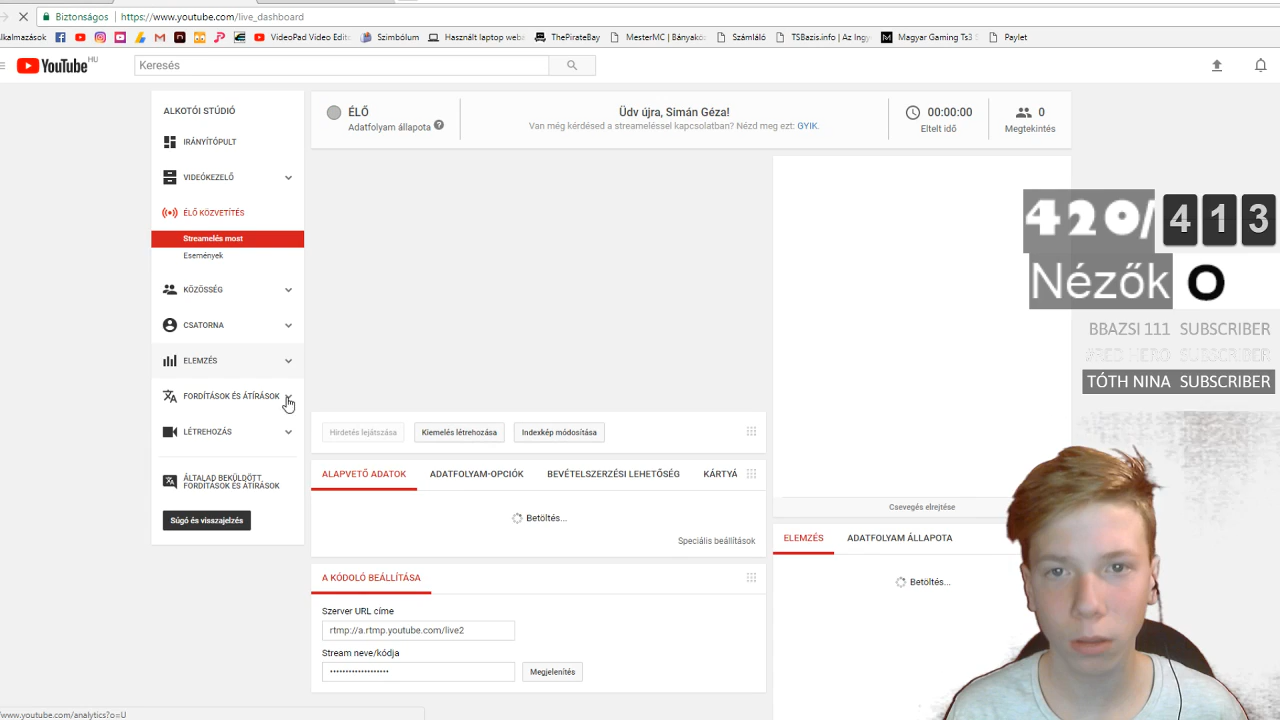 Biztonságos https://www.youtube.com/live_dashboard
lkalmazások VideoPad Video Edito Szimbólum Használt laptop webs ThePirateBay MesterMC | Bányakó Számláló TSBazis.info | Az Ingy Magyar Gaming Ts3 s Paylet
YouTube HU
Keresés
ALKOTÓI STÚDIÓ
IRÁNYÍTÓPULT
VIDEÓKEZELŐ
ÉLŐ KÖZVETÍTÉS
Streamelés most
Események
KÖZÖSSÉG
CSATORNA
ELEMZÉS
FORDÍTÁSOK ÉS ÁTÍRÁSOK
LÉTREHOZÁS
ÁLTALAD BEKÜLDÖTT
FORDÍTÁSOK ÉS ÁTÍRÁSOK
Súgó és visszajelzés
ÉLŐ
Adatfolyam állapota ?
Üdv újra, Simán Géza!
Van még kérdésed a streameléssel kapcsolatban? Nézd meg ezt: GYIK.
00:00:00
Eltelt idő
0
Megtekintés
Hirdetés lejátszása Kiemelés létrehozása Indexkép módosítása
ALAPVETŐ ADATOK ADATFOLYAM-OPCIÓK BEVÉTELSZERZÉSI LEHETŐSÉG KÁRTYÁ
Betöltés...
Speciális beállítások
A KÓDOLÓ BEÁLLÍTÁSA
Szerver URL címe
rtmp://a.rtmp.youtube.com/live2
Stream neve/kódja
Megjelenítés
Csevegés elrejtése
ELEMZÉS ADATFOLYAM ÁLLAPOTA
Betöltés...
420/413
Nézők 0
BBAZSI 111 SUBSCRIBER
#RED HERO SUBSCRIBER
TÓTH NINA SUBSCRIBER
www.youtube.com/analytics?o=U